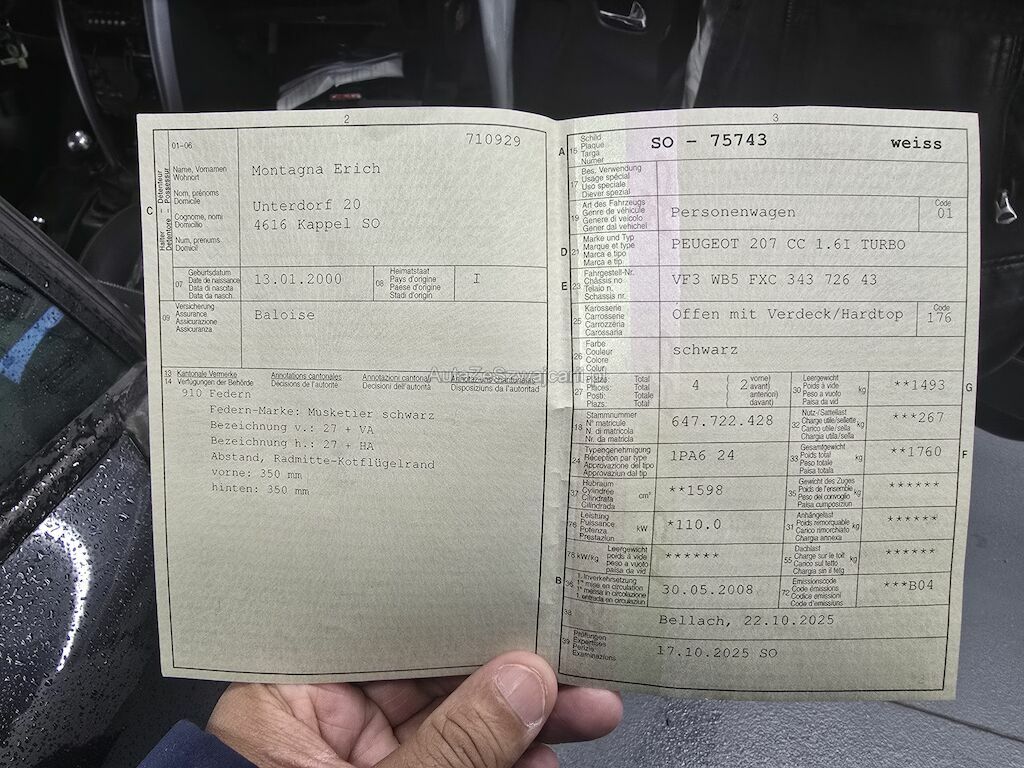 2
01-06
710929
Name, Vornamen
Wohnort
Nom, prénoms
Domicile
Cognome, nomi
Domicilio
Num, prenums
Domicil
C
Halter Détenteur
Detentore Possessur
Montagna Erich
Unterdorf 20
4616 Kappel SO
07
Geburtsdatum
Date de naissance
Data di nascita
Data da nasch.
13.01.2000
08
Heimatstaat
Pays d'origine
Paese d'origine
Stadi d'origin
I
09
Versicherung
Assurance
Assicurazione
Assicuranza
Baloise
13
14
Kantonale Vermerke
Verfügungen der Behörde
Annotations cantonales
Décisions de l'autorité
Annotazioni cantonali
Decisioni dell'autorità
Annotaziuns chantunalas
Disposiziuns da l'autoritad
910 Federn
Federn-Marke: Musketier schwarz
Bezeichnung v.: 27 + VA
Bezeichnung h.: 27 + HA
Abstand, Radmitte-Kotflügelrand
vorne: 350 mm
hinten: 350 mm
AutaZeSzwajcarii
3
A
15
Schild
Plaque
Targa
Numer
SO - 75743
weiss
17
Bes. Verwendung
Usage spécial
Uso speciale
Diever spezial
19
Art des Fahrzeugs
Genre de véhicule
Genere di veicolo
Gener dal vehichel
Personenwagen
Code
01
D
21
Marke und Typ
Marque et type
Marca e tipo
Marca e tip
PEUGEOT 207 CC 1.6I TURBO
E
23
Fahrgestell-Nr.
Châssis no
Telaio n.
Schassis nr.
VF3 WB5 FXC 343 726 43
25
Karosserie
Carrosserie
Carrozzeria
Carossaria
Offen mit Verdeck/Hardtop
Code
176
26
Farbe
Couleur
Colore
Colur
schwarz
27
Plätze: Total
Places: Total
Posti: Totale
Plazs: Total
4
2
vorne)
avant)
anteriori)
davant)
30
Leergewicht
Poids à vide
Peso a vuoto
Paisa da vid
kg
**1493
G
18
Stammnummer
N° matricule
N. di matricola
Nr. da matricla
647.722.428
32
Nutz-/Sattellast
Charge utile/sellette
Carico utile/sella
Chargia utila/sella
kg
***267
24
Typengenehmigung
Réception par type
Approvazione del tipo
Approvaziun dal tip
1PA6 24
33
Gesamtgewicht
Poids total
Peso totale
Paisa totala
kg
**1760
F
37
Hubraum
Cylindrée
Cilindrata
Cilindrada
cm³
**1598
35
Gewicht des Zuges
Poids de l'ensemble
Peso del convoglio
Paisa cumposiziun
kg
******
76
Leistung
Puissance
Potenza
Prestaziun
kW
*110.0
31
Anhängelast
Poids remorquable
Carico rimorchiato
Chargia annexa
kg
******
78 kW/kg
Leergewicht
poids à vide
peso a vuoto
paisa da vid
******
55
Dachlast
Charge sur le toit
Carico sul tetto
Chargia sin il tetg
kg
******
B
36
1. Inverkehrsetzung
1re mise en circulation
1a messa in circolazione
1. entrada en circulaziun
30.05.2008
72
Emissionscode
Code émissions
Codice emissioni
Code d'emissiuns
***B04
38
Bellach, 22.10.2025
39
Prüfungen
Expertises
Perizie
Examinaziuns
17.10.2025 SO